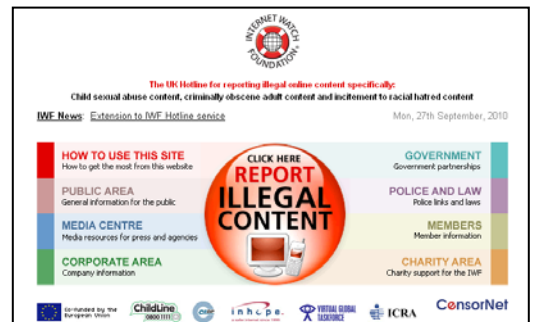 INTERNET WATCH FOUNDATION
The UK Hotline for reporting illegal online content specifically:
Child sexual abuse content, criminally obscene adult content and incitement to racial hatred content
IWF News: Extension to IWF Hotline service
Mon, 27th September, 2010
HOW TO USE THIS SITE
How to get the most from this website
PUBLIC AREA
General information for the public
MEDIA CENTRE
Media resources for press and agencies
CORPORATE AREA
Company information
CLICK HERE
REPORT
ILLEGAL
CONTENT
GOVERNMENT
Government partnerships
POLICE AND LAW
Police links and laws
MEMBERS
Member information
CHARITY AREA
Charity support for the IWF
Co-funded by the
European Union
ChildLine
0800 1111
inhope.
VIRTUAL GLOBAL
TASKFORCE
ICRA
CensorNet